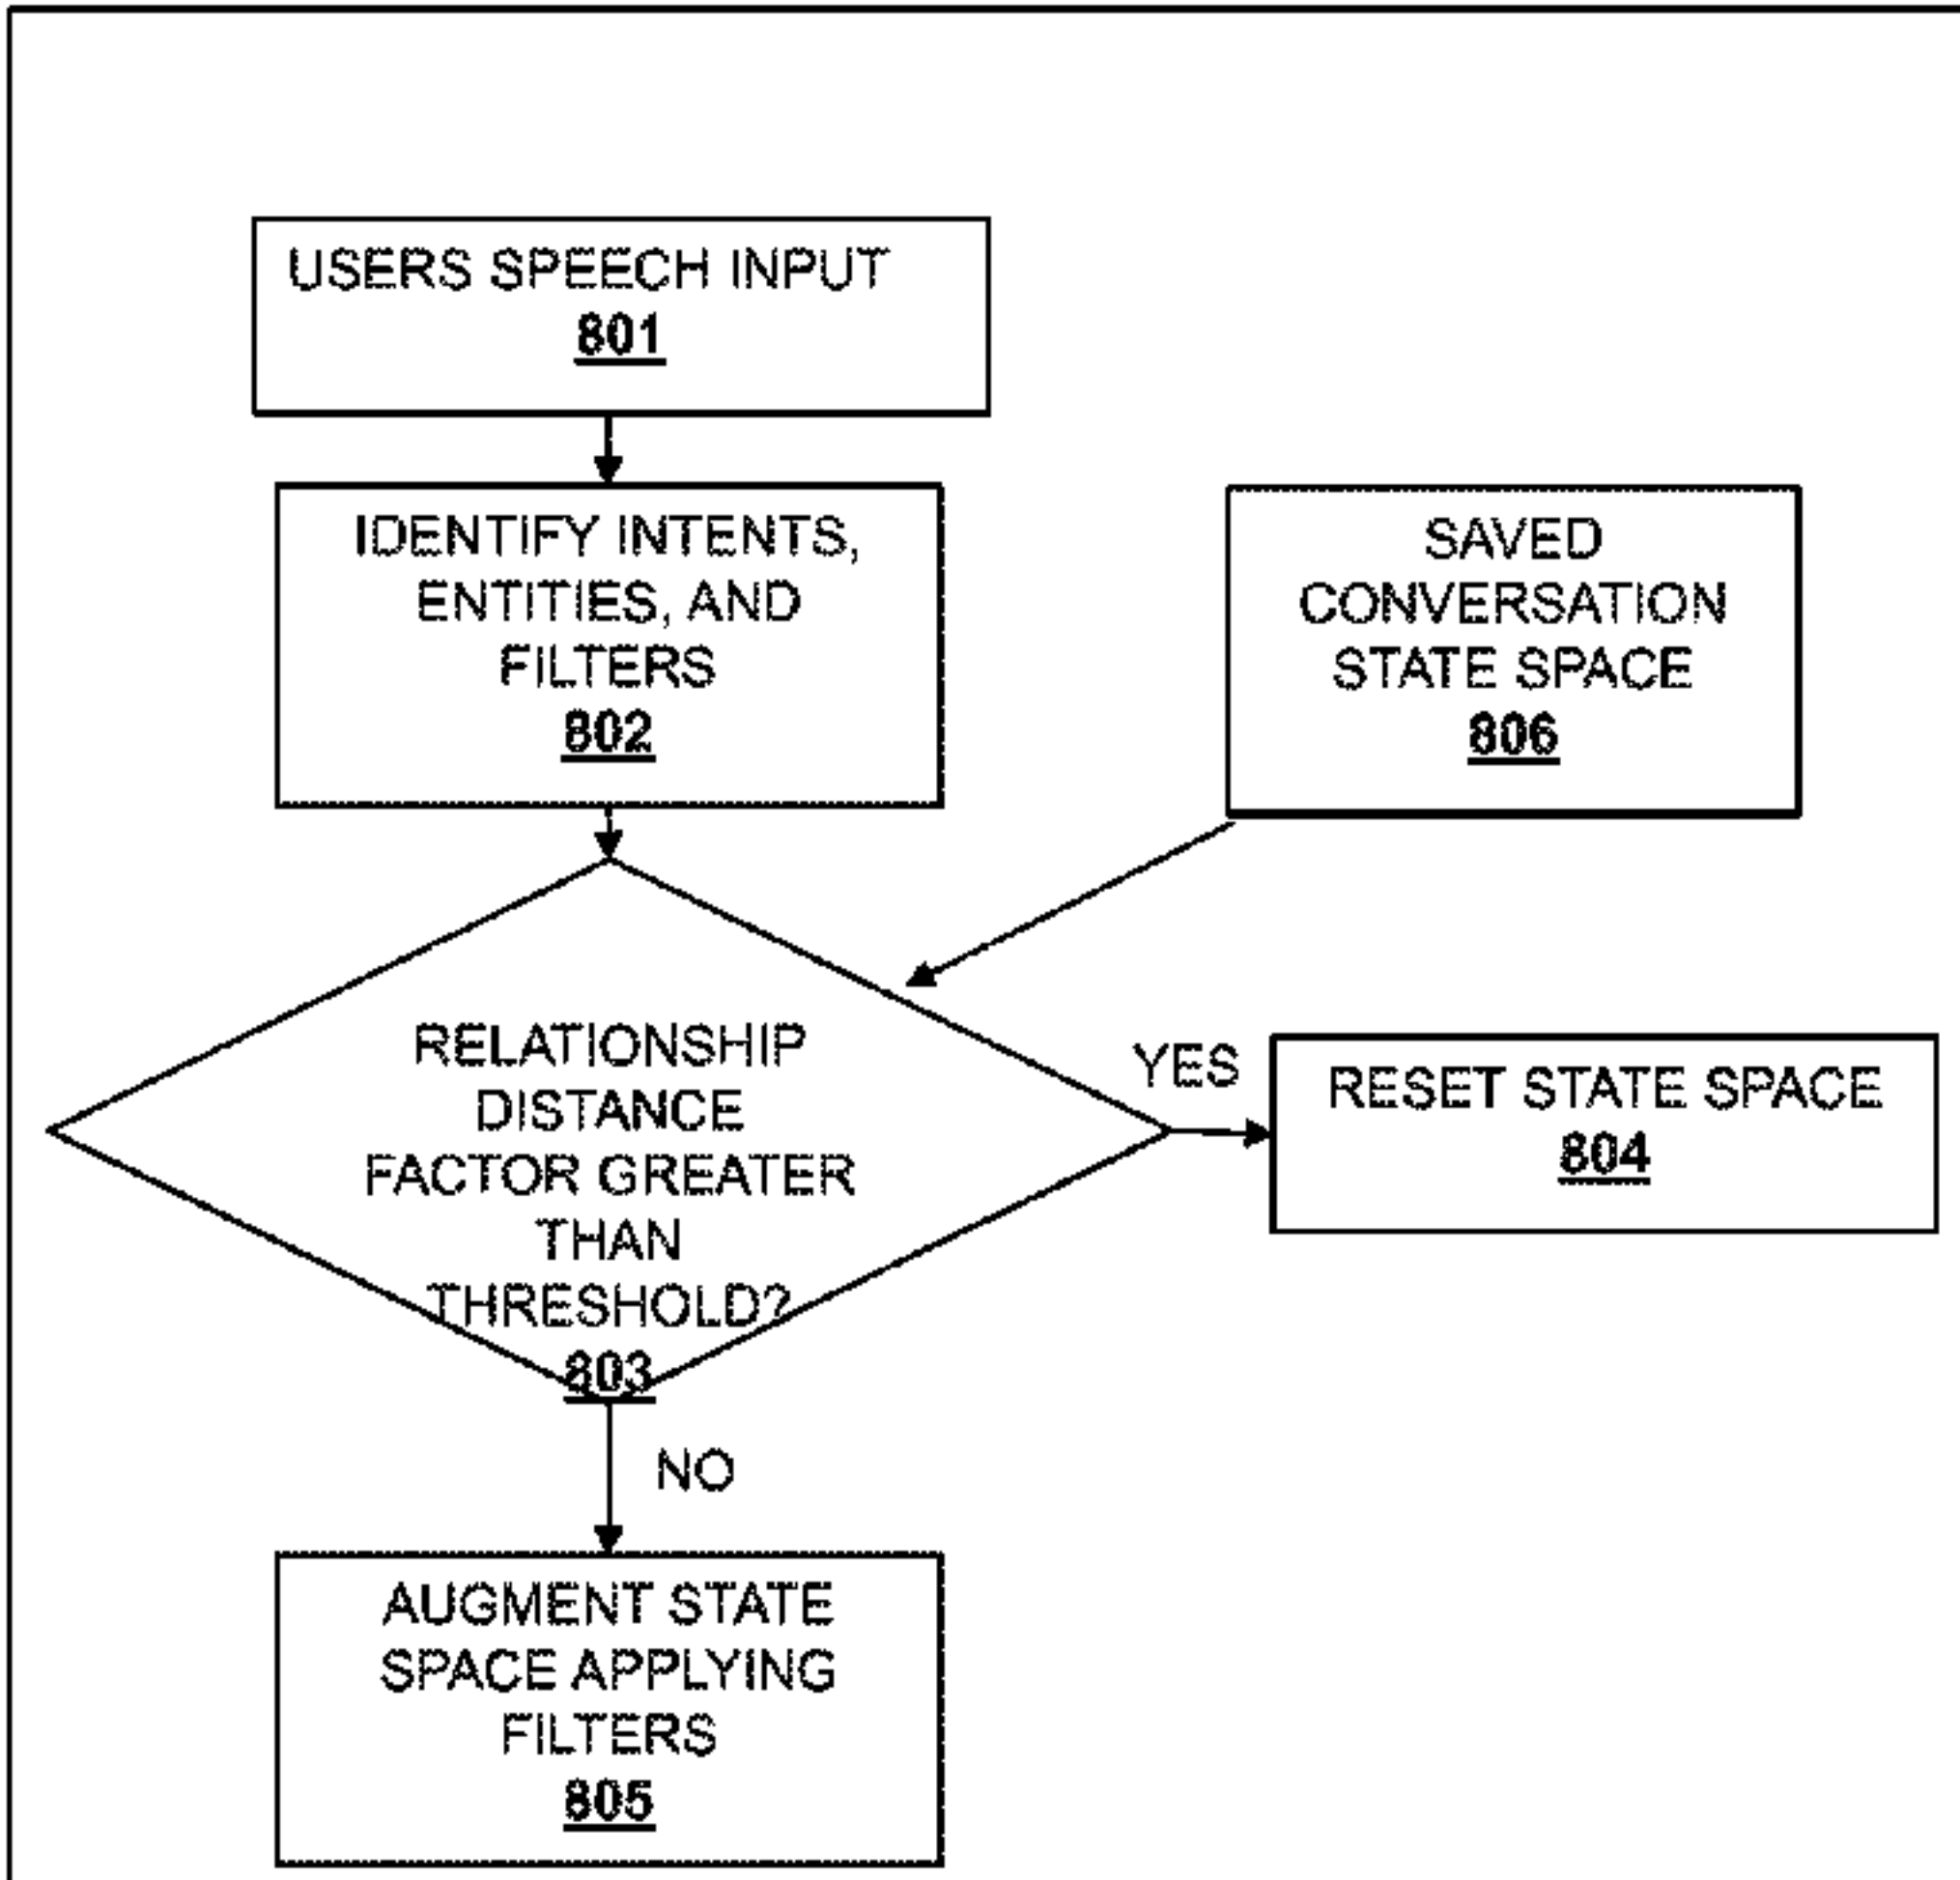 USERS SPEECH INPUT
801
IDENTIFY INTENTS,
ENTITIES, AND
FILTERS
802
SAVED
CONVERSATION
STATE SPACE
806
RELATIONSHIP
DISTANCE
FACTOR GREATER
THAN
THRESHOLD?
803
YES
RESET STATE SPACE
804
NO
AUGMENT STATE
SPACE APPLYING
FILTERS
805